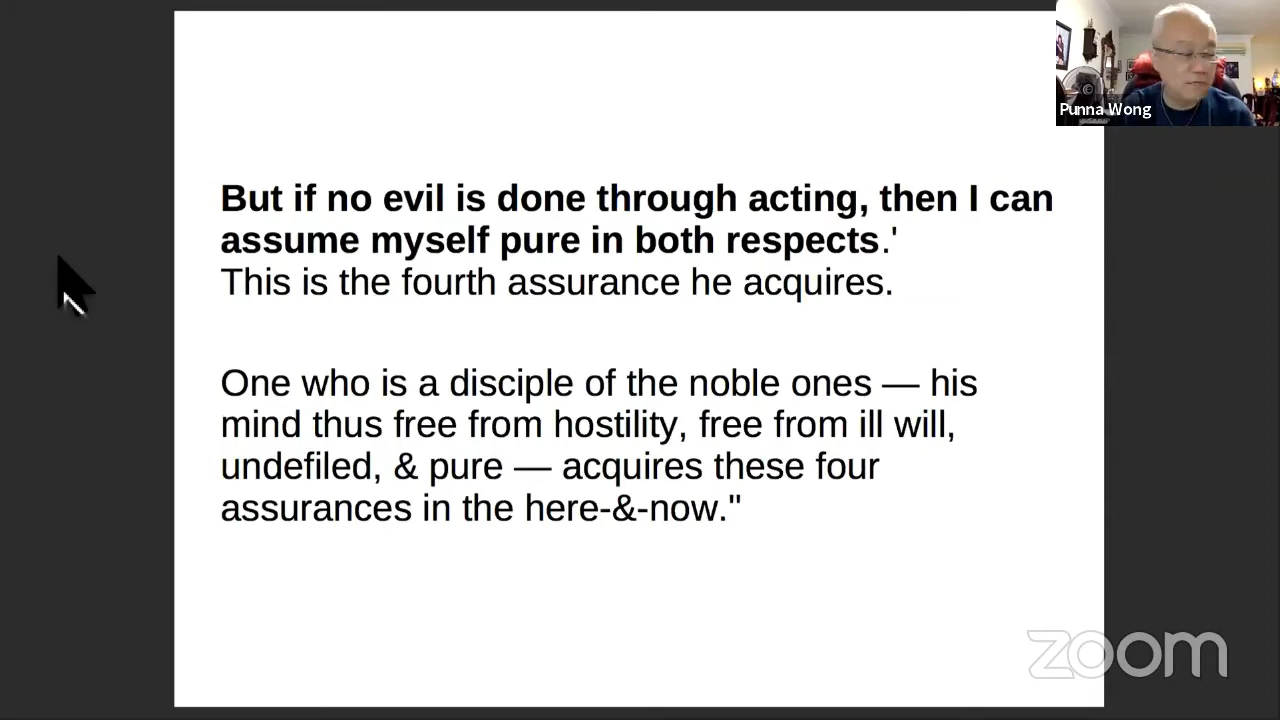 Punna Wong
But if no evil is done through acting, then I can
assume myself pure in both respects.'
This is the fourth assurance he acquires.
One who is a disciple of the noble ones — his
mind thus free from hostility, free from ill will,
undefiled, & pure — acquires these four
assurances in the here-&-now."
zoom